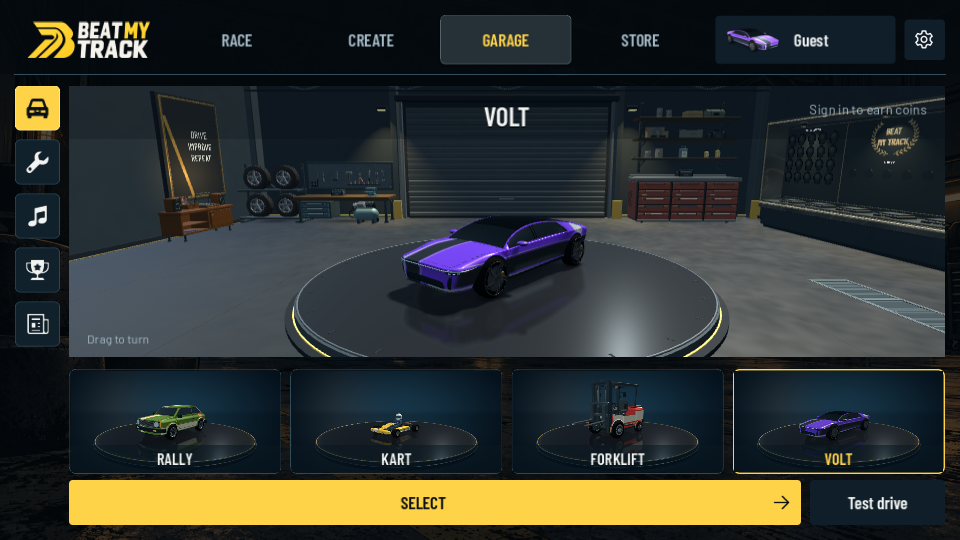 BEAT MY
TRACK
RACE
CREATE
GARAGE
STORE
Guest
VOLT
Sign in to earn coins
DRIVE
IMPROVE
REPEAT
BEAT
MY TRACK
Drag to turn
RALLY
KART
FORKLIFT
VOLT
SELECT
Test drive